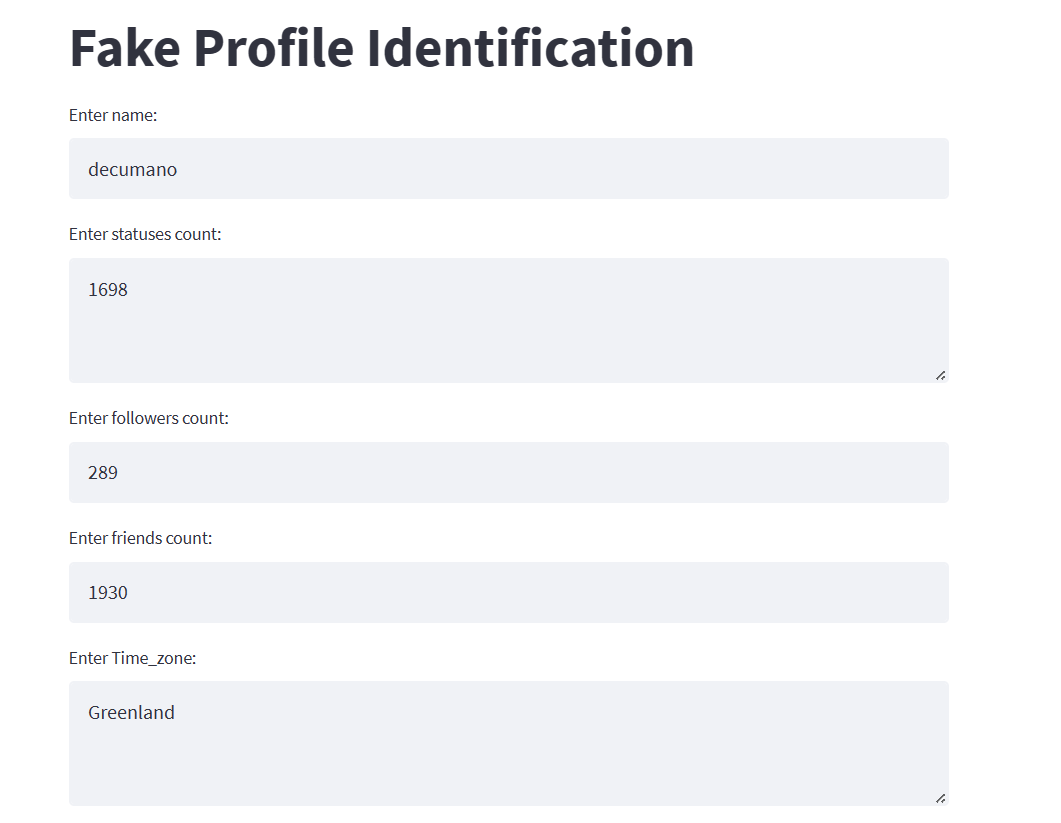 Fake Profile Identification
Enter name:
decumano
Enter statuses count:
1698
Enter followers count:
289
Enter friends count:
1930
Enter Time_zone:
Greenland